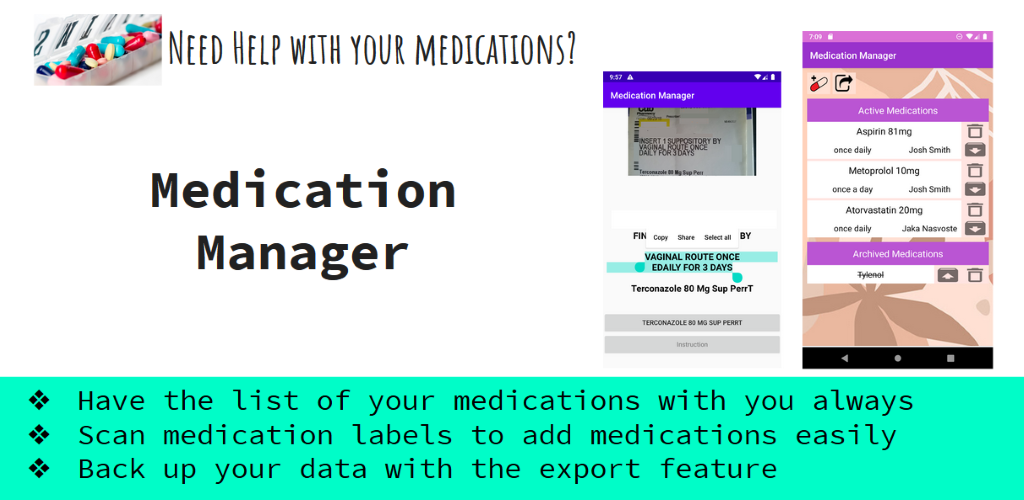 Need Help with your medications?
Medication
Manager
9:57
Medication Manager
INSERT 1 SUPPOSITORY BY
VAGINAL ROUTE ONCE
DAILY FOR 3 DAYS
Terconazole 80 Mg Sup Perr
FIN
Copy
Share
Select all
BY
VAGINAL ROUTE ONCE
EDAILY FOR 3 DAYS
Terconazole 80 Mg Sup PerrT
TERCONAZOLE 80 MG SUP PERRT
Instruction
7:09
Medication Manager
Active Medications
Aspirin 81mg
once daily Josh Smith
Metoprolol 10mg
once a day Josh Smith
Atorvastatin 20mg
once daily Jaka Nasvoste
Archived Medications
Tylenol
❖ Have the list of your medications with you always
❖ Scan medication labels to add medications easily
❖ Back up your data with the export feature